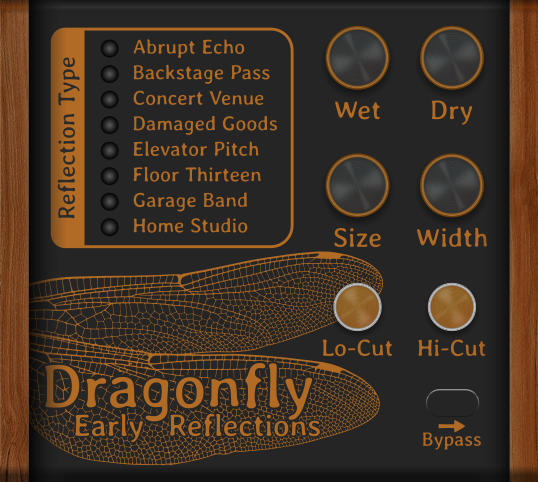 Reflection Type
Abrupt Echo
Backstage Pass
Concert Venue
Damaged Goods
Elevator Pitch
Floor Thirteen
Garage Band
Home Studio
Wet
Dry
Size
Width
Lo-Cut
Hi-Cut
Dragonfly
Early Reflections
Bypass